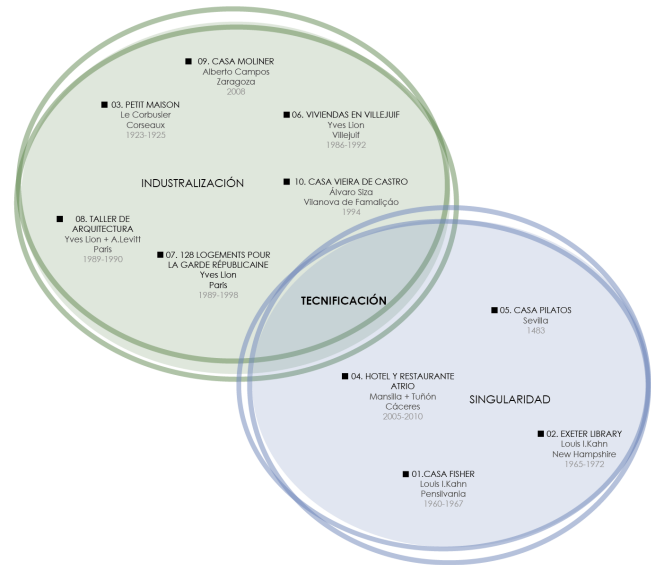 09. CASA MOLINER
Alberto Campos
Zaragoza
2008
03. PETIT MAISON
Le Corbusier
Corseaux
1923-1925
06. VIVIENDAS EN VILLEJUIF
Yves Lion
Villejuif
1986-1992
INDUSTRALIZACIÓN
10. CASA VIEIRA DE CASTRO
Álvaro Siza
Vilanova de Famaliçáo
1994
08. TALLER DE
ARQUITECTURA
Yves Lion + A.Levitt
Paris
1989-1990
07. 128 LOGEMENTS POUR
LA GARDE RÉPUBLICAINE
Yves Lion
Paris
1989-1998
TECNIFICACIÓN
05. CASA PILATOS
Sevilla
1483
04. HOTEL Y RESTAURANTE
ATRIO
Mansilla + Tuñón
Cáceres
2005-2010
SINGULARIDAD
02. EXETER LIBRARY
Louis I.Kahn
New Hampshire
1965-1972
01.CASA FISHER
Louis I.Kahn
Pensilvania
1960-1967